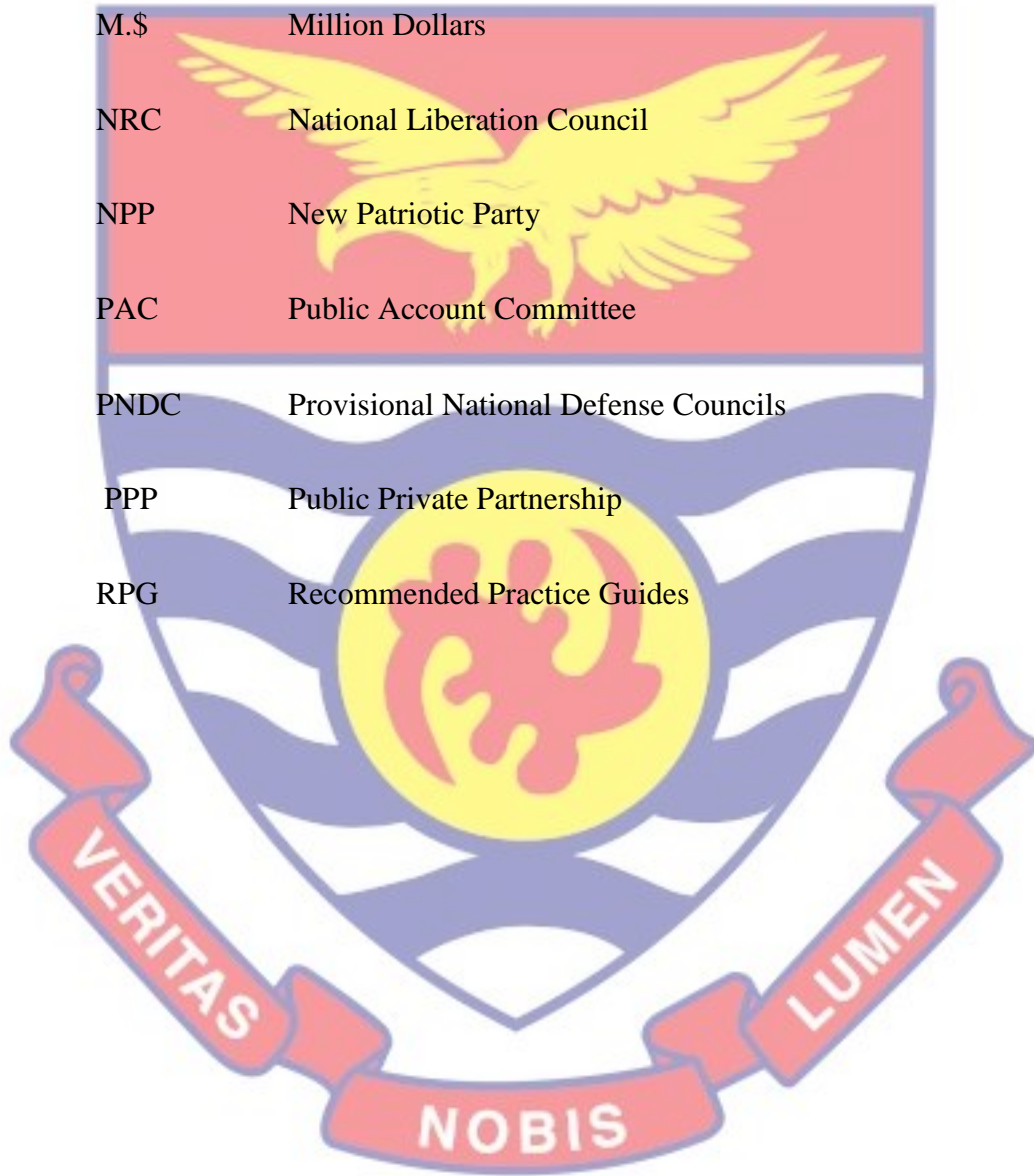 M.$ Million Dollars
NRC National Liberation Council
NPP New Patriotic Party
PAC Public Account Committee
PNDC Provisional National Defense Councils
PPP Public Private Partnership
RPG Recommended Practice Guides
VERITAS
NOBIS
LUMEN